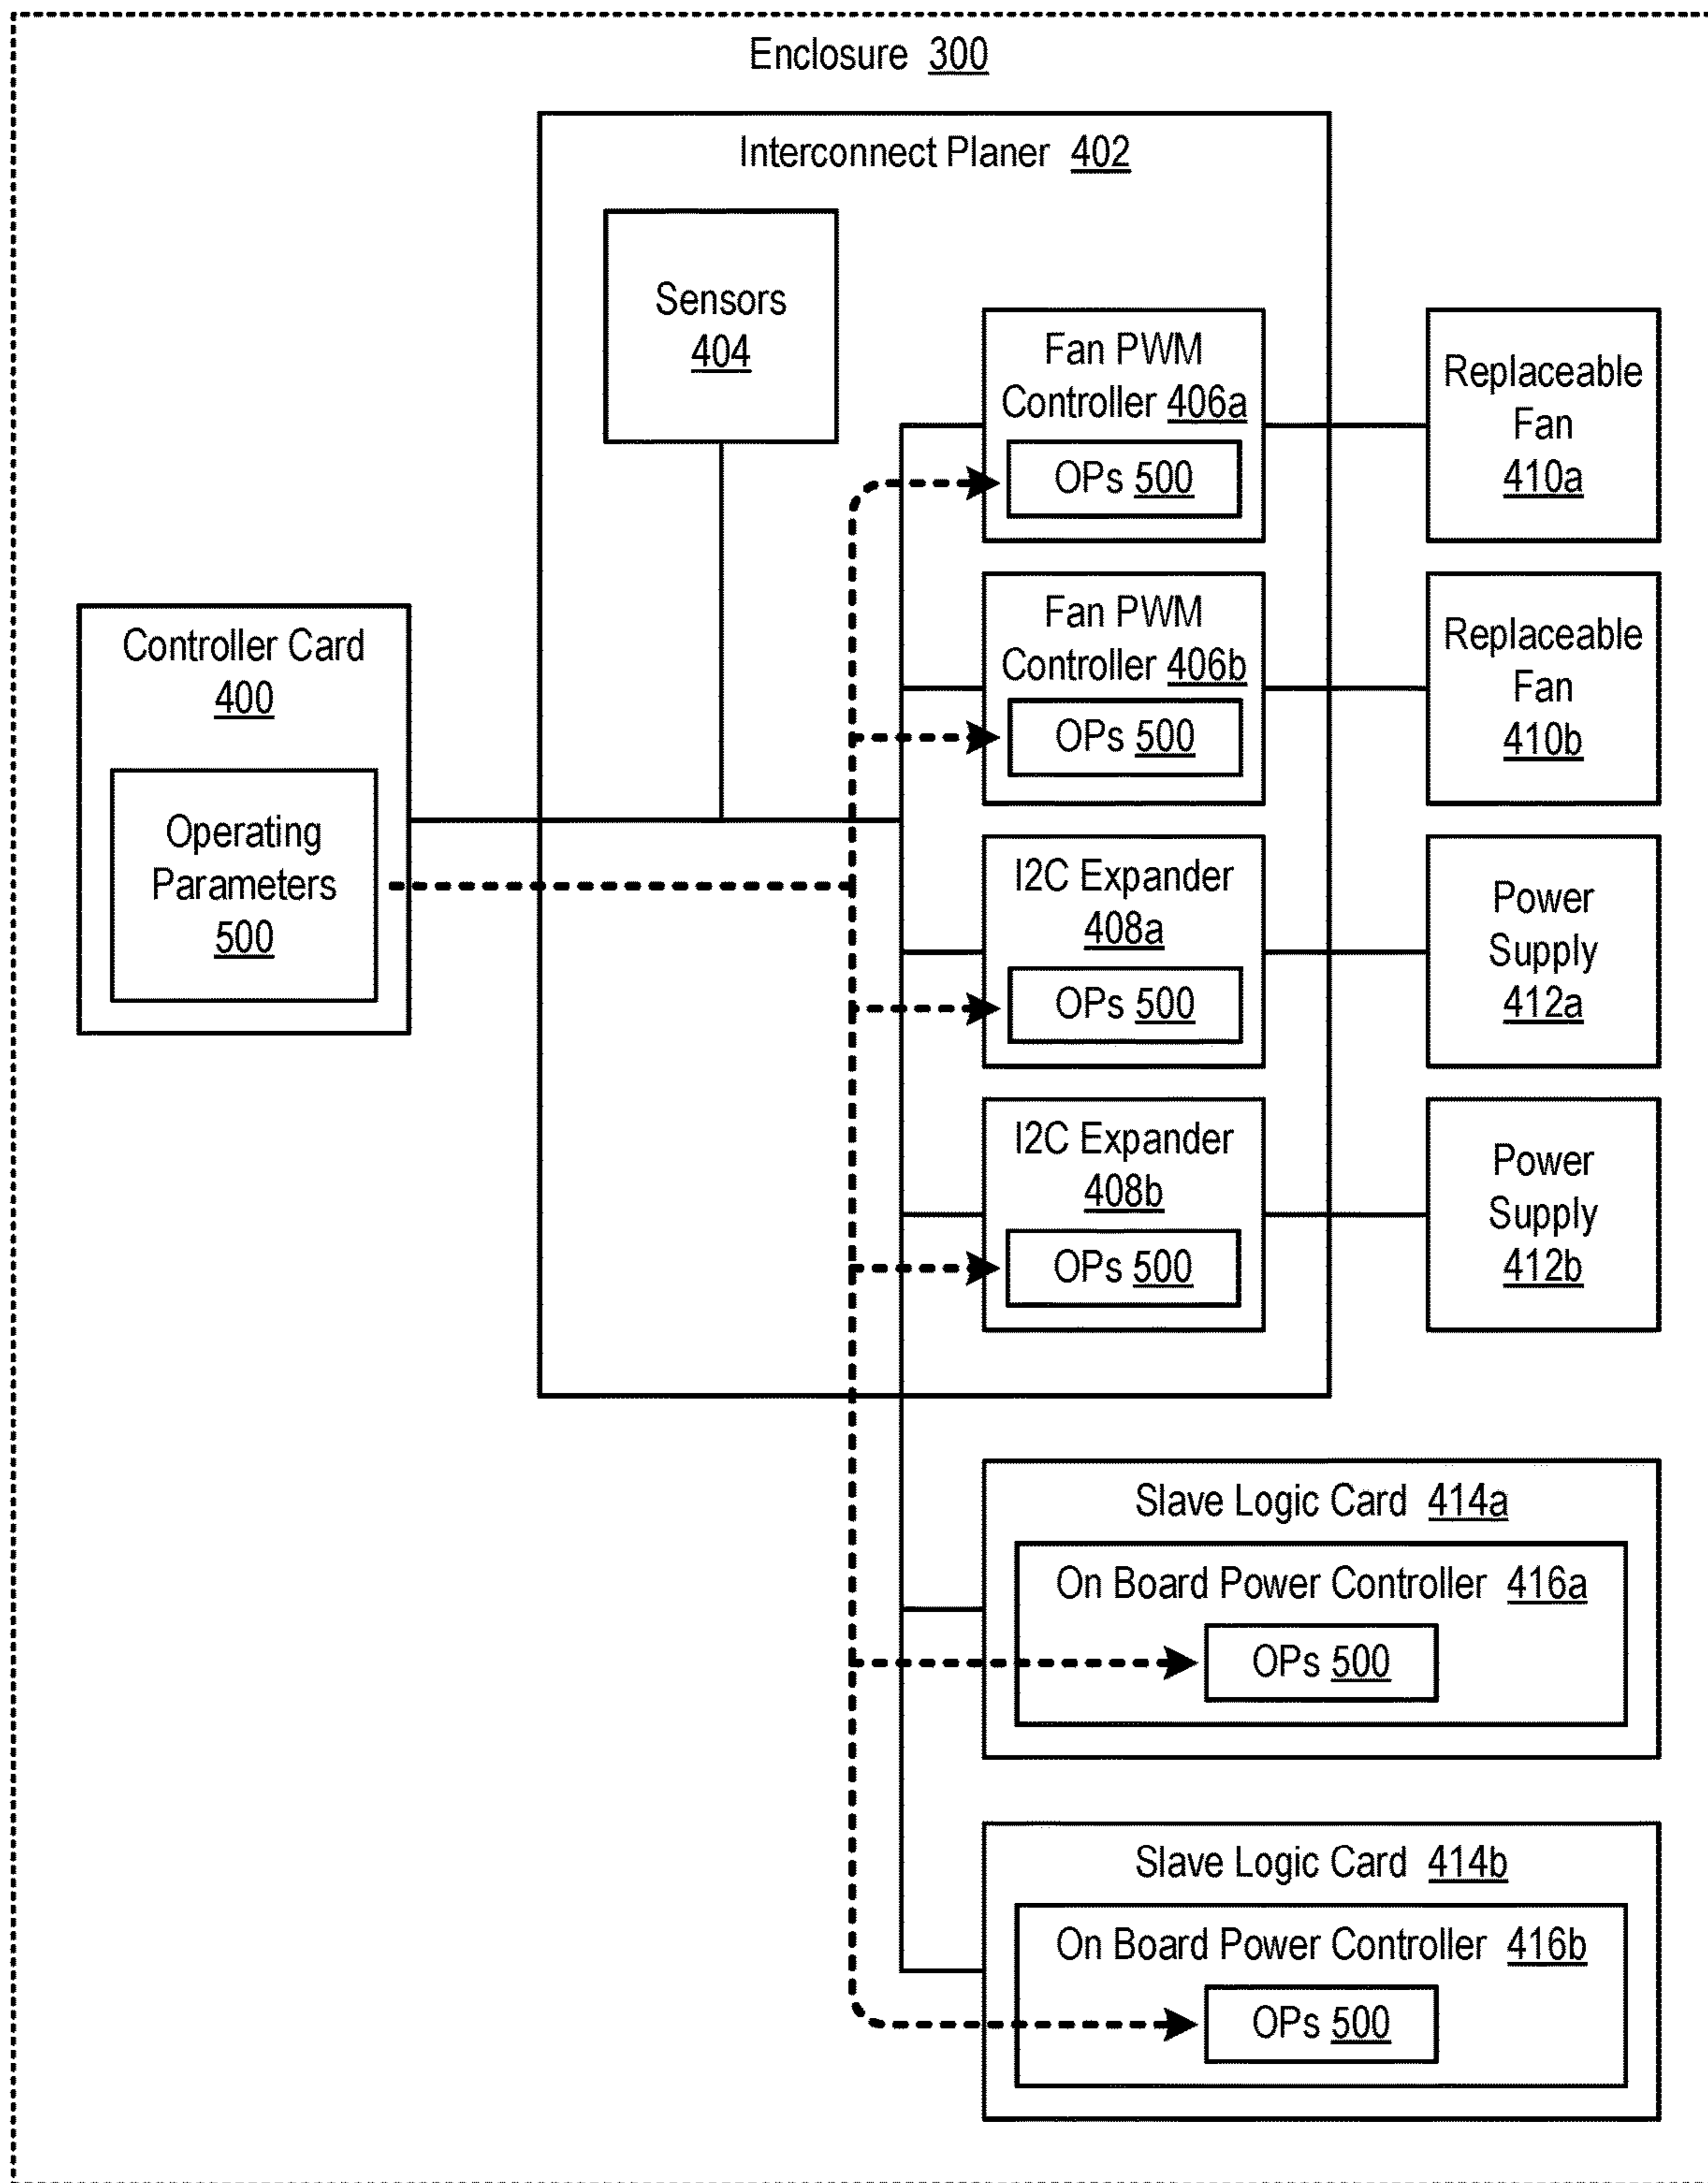 Enclosure 300
Interconnect Planer 402
Sensors
404
Fan PWM
Controller 406a
OPs 500
Replaceable
Fan
410a
Controller Card
400
Operating
Parameters
500
Fan PWM
Controller 406b
OPs 500
Replaceable
Fan
410b
I2C Expander
408a
OPs 500
Power
Supply
412a
I2C Expander
408b
OPs 500
Power
Supply
412b
Slave Logic Card 414a
On Board Power Controller 416a
OPs 500
Slave Logic Card 414b
On Board Power Controller 416b
OPs 500